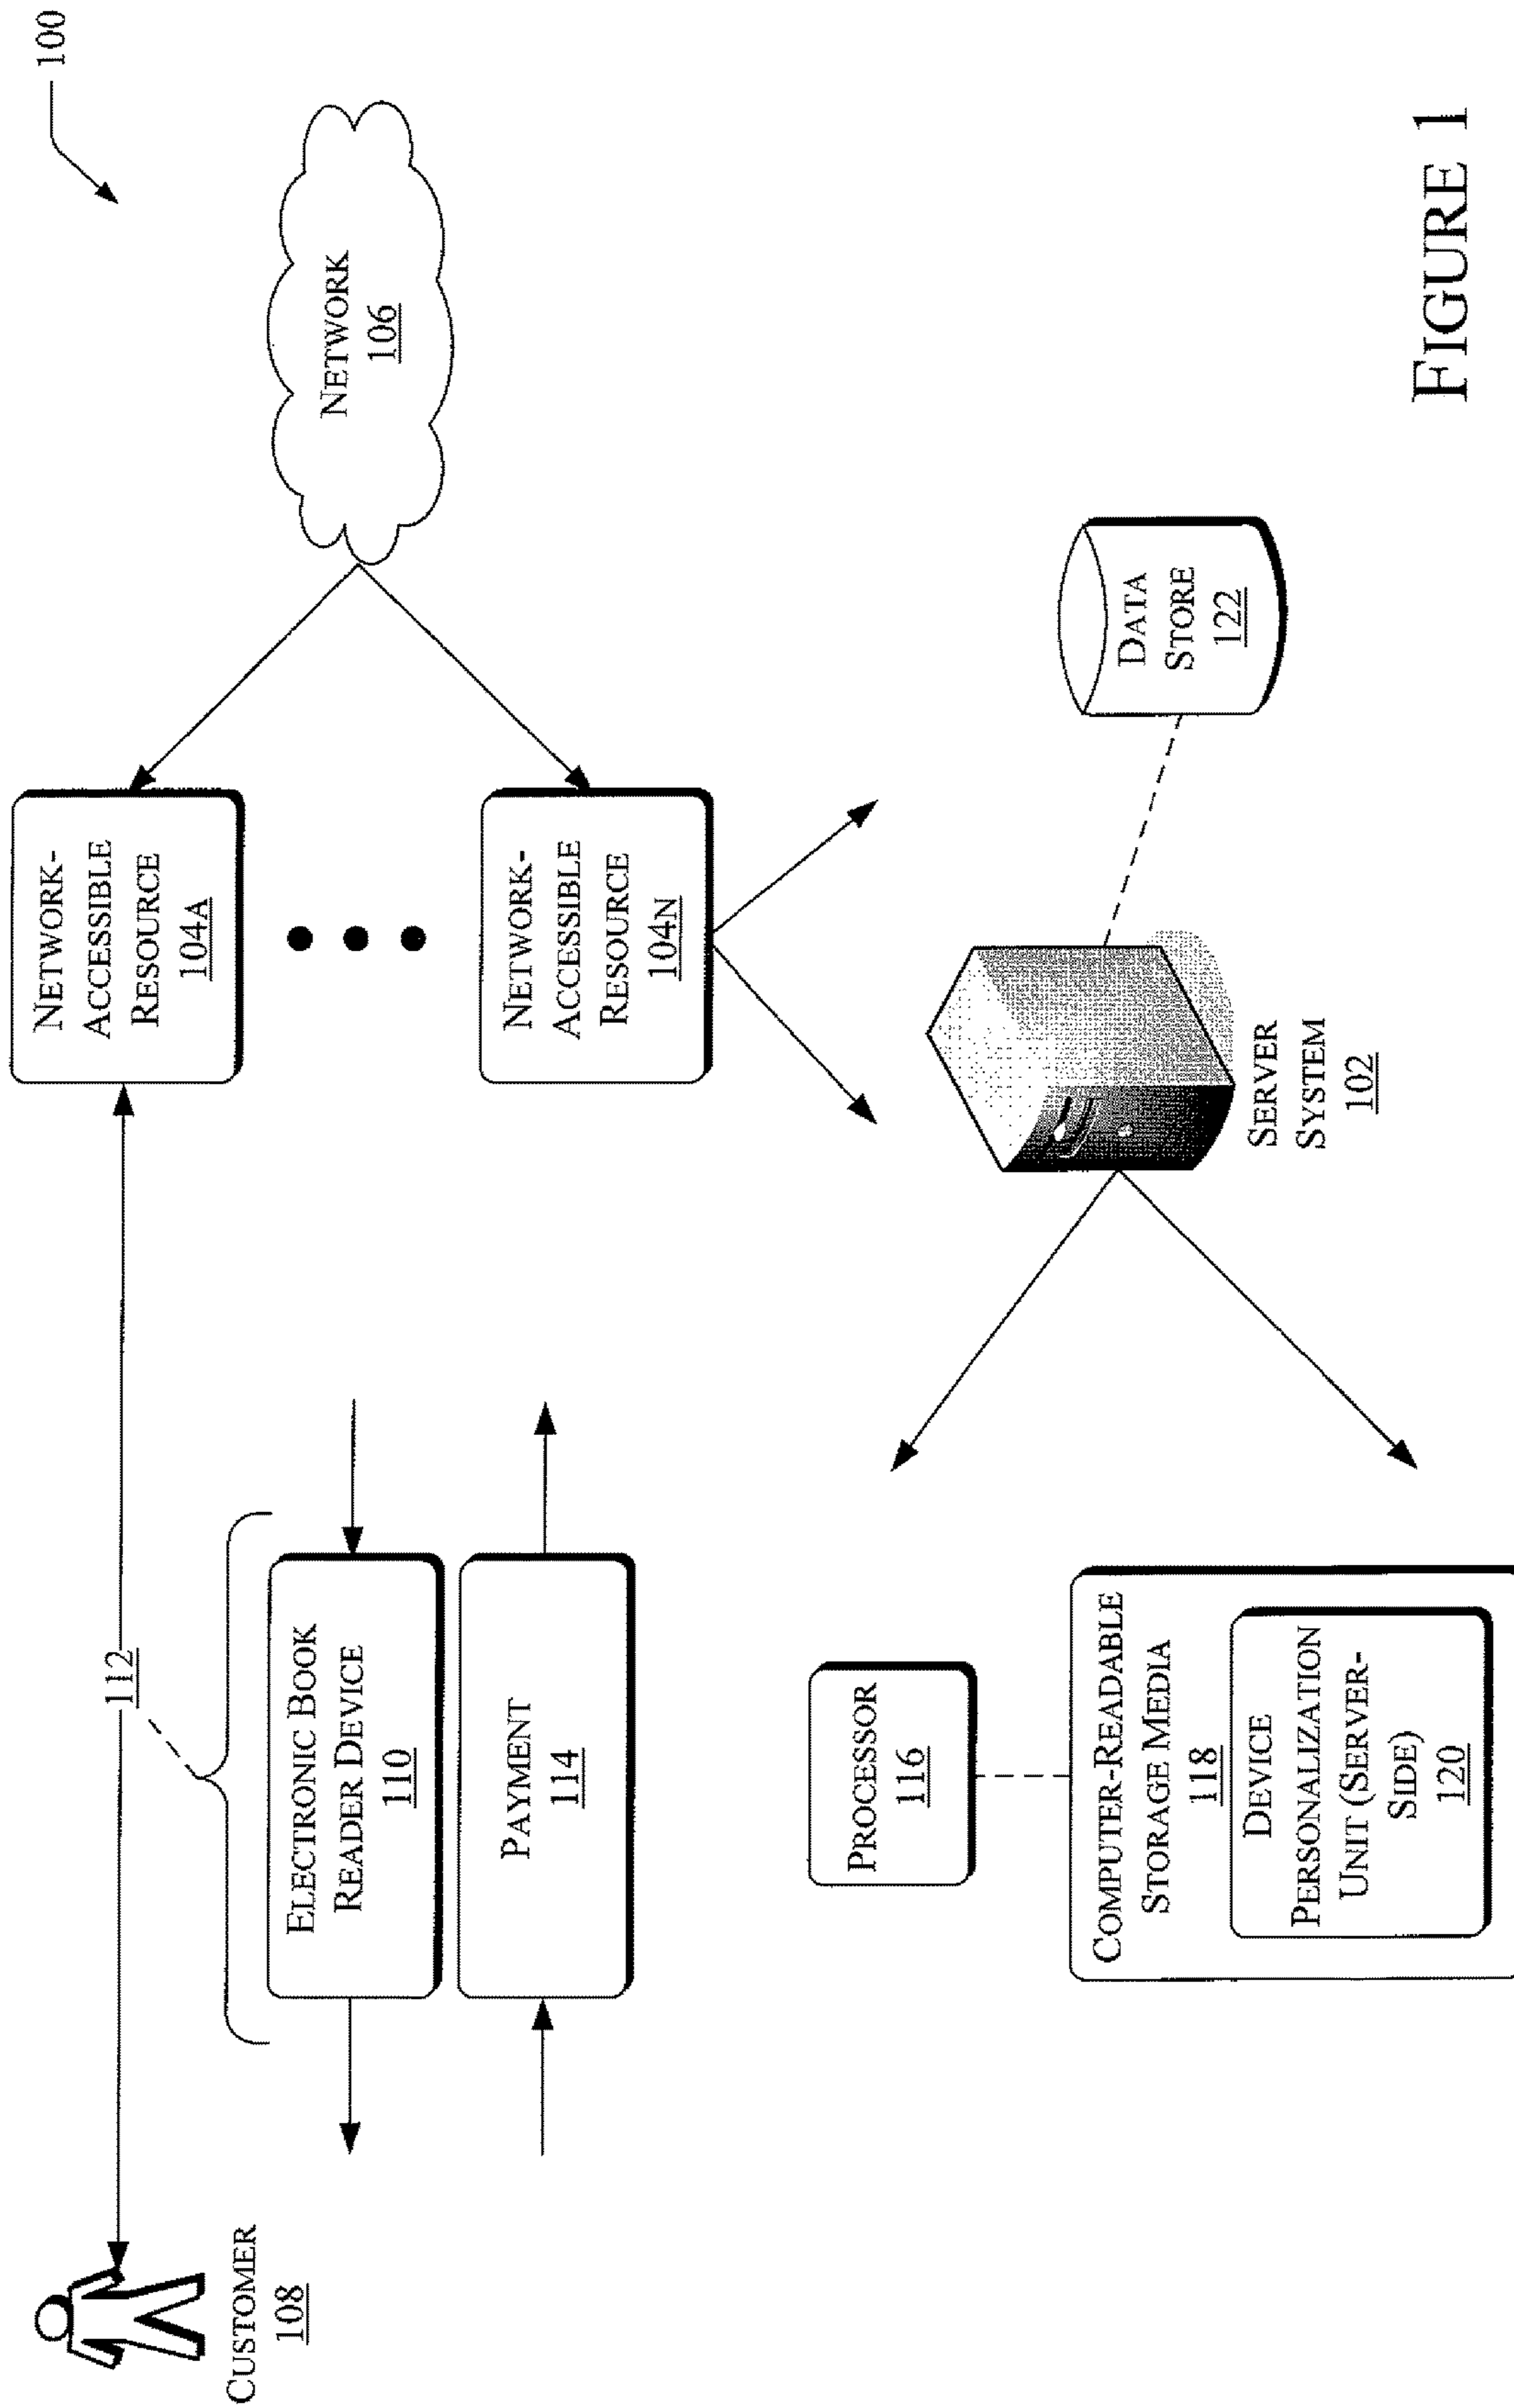 100
CUSTOMER
108
112
NETWORK-
ACCESSIBLE
RESOURCE
104A
NETWORK
106
ELECTRONIC BOOK
READER DEVICE
110
PAYMENT
114
NETWORK-
ACCESSIBLE
RESOURCE
104N
PROCESSOR
116
COMPUTER-READABLE
STORAGE MEDIA
118
DEVICE
PERSONALIZATION
UNIT (SERVER-
SIDE)
120
SERVER
SYSTEM
102
DATA
STORE
122
FIGURE 1